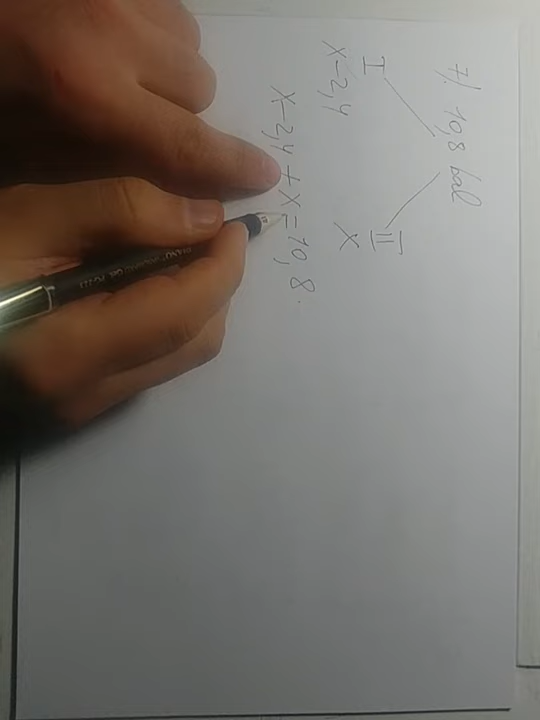 7). 10,8 bal
I II
x-2,4 x
x-2,4+x=10,8.